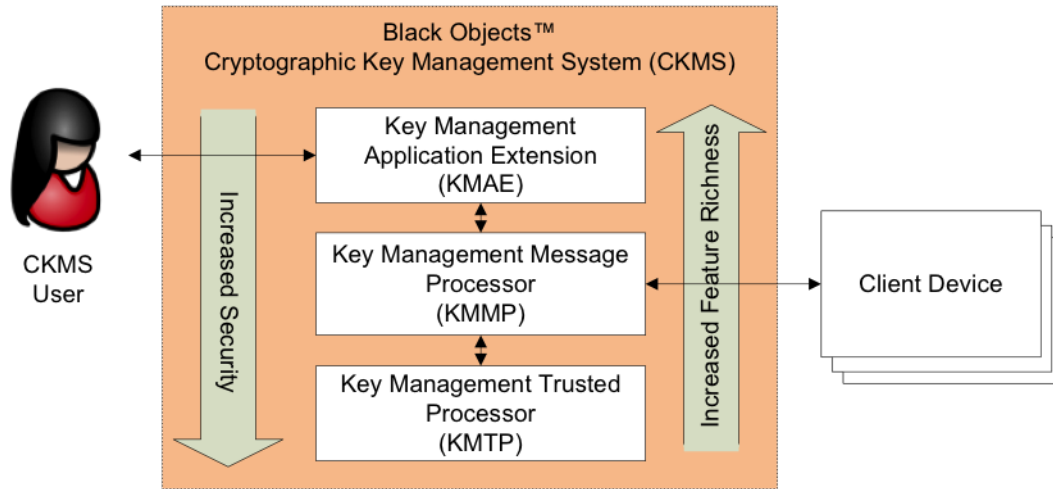 Black Objects™
Cryptographic Key Management System (CKMS)
Key Management
Application Extension
(KMAE)
CKMS
User
Increased Security
Key Management Message
Processor
(KMMP)
Increased Feature Richness
Client Device
Key Management Trusted
Processor
(KMTP)